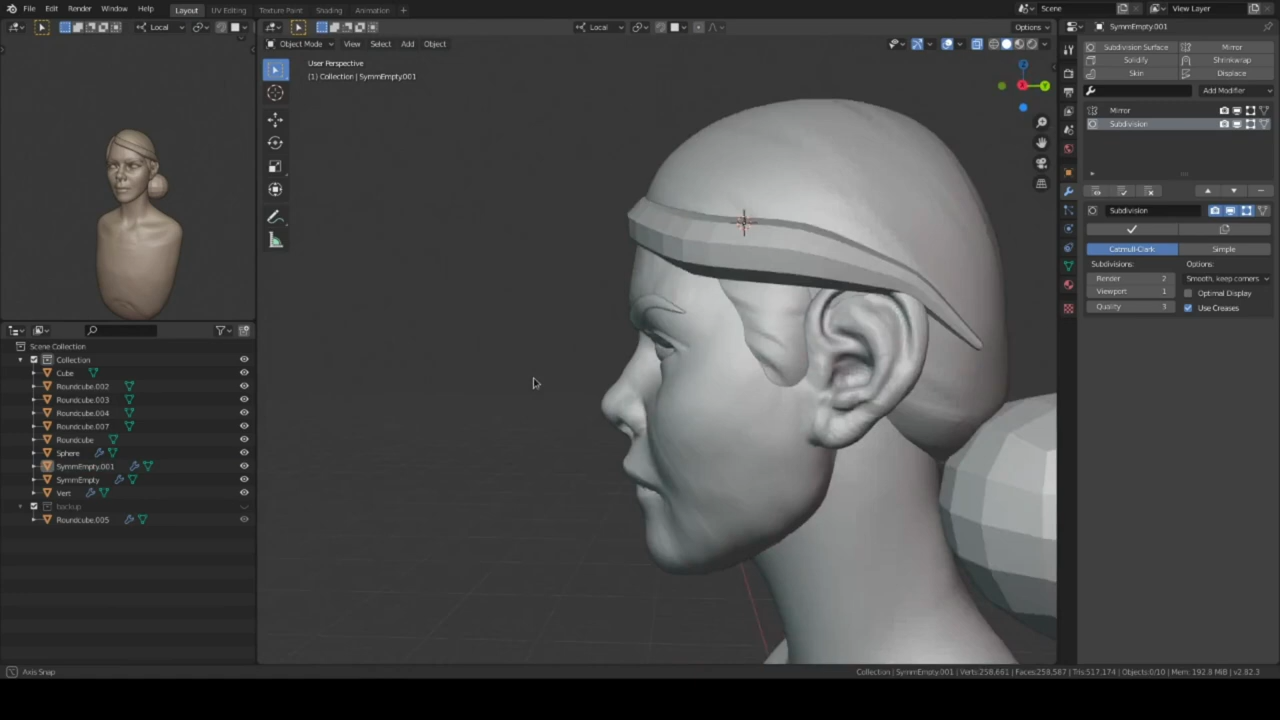 File Edit Render Window Help Layout UV Editing Texture Paint Shading Animation + Scene View Layer
Local Local Options SymmEmpty.001
Object Mode View Select Add Object
Subdivision Surface Mirror
Solidify Shrinkwrap
Skin Displace
User Perspective
(1) Collection | SymmEmpty.001
Add Modifier
Mirror
Subdivision
Subdivision
Catmull-Clark Simple
Subdivisions: Options:
Render 2 Smooth, keep corners
Viewport 1 Optimal Display
Quality 3 Use Creases
Z
Y
Scene Collection
Collection
Cube
Roundcube.002
Roundcube.003
Roundcube.004
Roundcube.007
Roundcube
Sphere
SymmEmpty.001
SymmEmpty
Vert
backup
Roundcube.005
Axis Snap Collection | SymmEmpty.001 | Verts:258,661 | Faces:258,587 | Tris:517,174 | Objects:0/10 | Mem: 192.8 MiB | v2.82.3